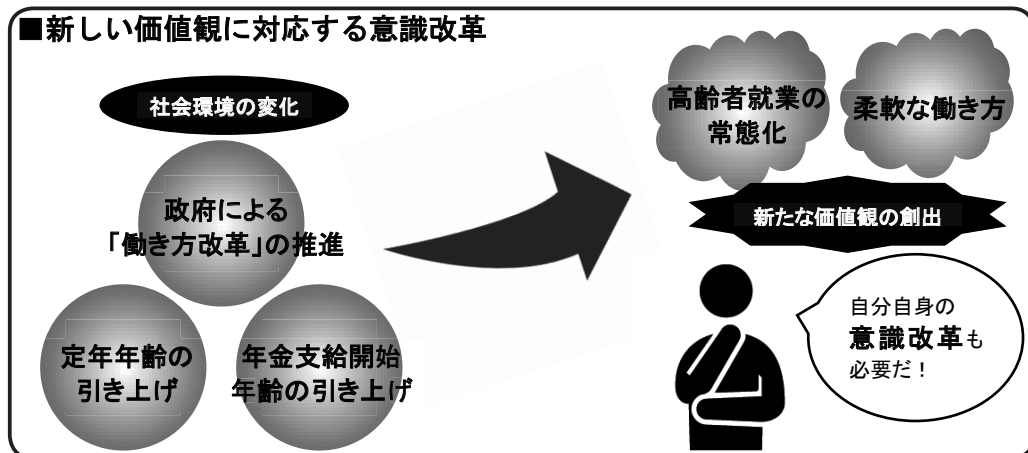 ■新しい価値観に対応する意識改革
社会環境の変化
政府による
「働き方改革」の推進
定年年齢の
引き上げ
年金支給開始
年齢の引き上げ
高齢者就業の
常態化
柔軟な働き方
新たな価値観の創出
自分自身の
意識改革も
必要だ！